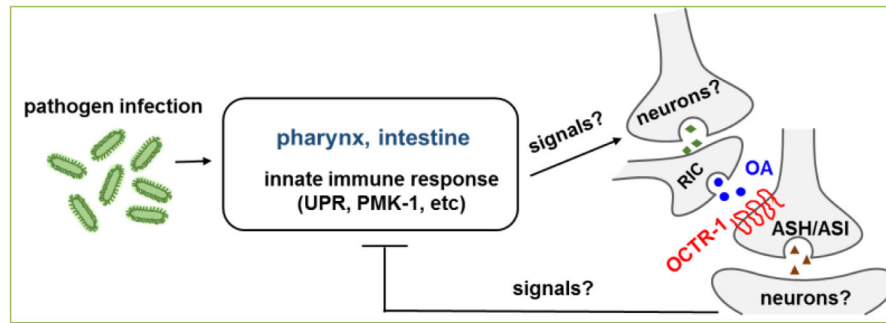 pathogen infection
pharynx, intestine
innate immune response
(UPR, PMK-1, etc)
signals?
neurons?
RIC
OA
OCTR-1
ASH/ASI
neurons?
signals?